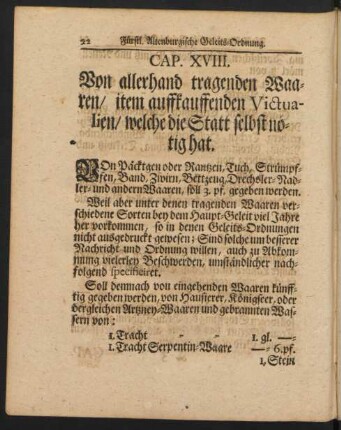 22 Fürstl. Altenburgische Geleits-Ordnung.
CAP. XVIII.
Von allerhand tragenden Waa-
ren/ item auffkauffenden Victua-
lien/ welche die Statt selbst nö-
tig hat.
VOn Päcktgen oder Rantzen, Tuch, Strümpf-
fen, Band, Zwirn, Bettzeug, Drechsler- Nad-
ler- und andern Waaren, soll 3. pf. gegeben werden.
Weil aber unter denen tragenden Waaren ver-
schiedene Sorten bey dem Haupt-Geleit viel Jahre
her vorkommen, so in denen Geleits-Ordnungen
nicht ausgedruckt gewesen; Sind solche um besserer
Nachricht und Ordnung willen, auch zu Abkom-
mung vielerley Beschwerden, umständlicher nach-
folgend specificiret.
Soll demnach von eingehenden Waaren künff-
tig gegeben werden, von Hausierer, Königseer, oder
dergleichen Artzney-Waaren und gebrannten Was-
sern von:
1. Tracht - - 1. gl. —
1. Tracht Serpentin-Waare — 6. pf.
1, Stein